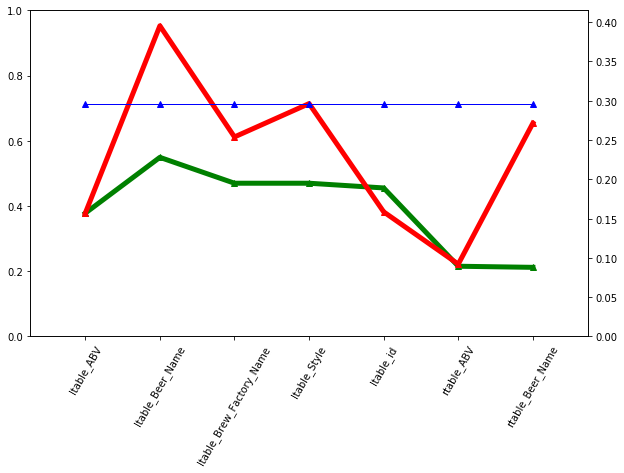 1.0
0.8
0.6
0.4
0.2
0.0
0.40
0.35
0.30
0.25
0.20
0.15
0.10
0.05
0.00
ltable_ABV
ltable_Beer_Name
ltable_Brew_Factory_Name
ltable_Style
ltable_id
rtable_ABV
rtable_Beer_Name